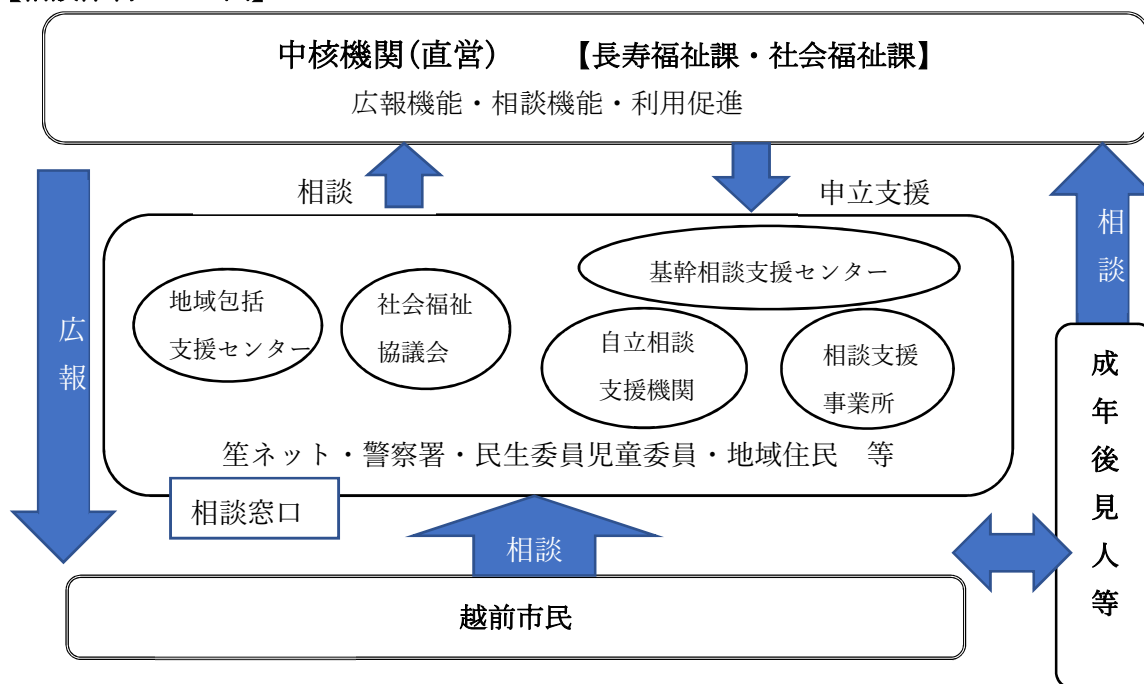 中核機関(直営)　【長寿福祉課・社会福祉課】
広報機能・相談機能・利用促進
相談
申立支援
広報
相談
基幹相談支援センター
地域包括
支援センター
社会福祉
協議会
自立相談
支援機関
相談支援
事業所
笙ネット・警察署・民生委員児童委員・地域住民　等
相談窓口
相談
越前市民
成年後見人等